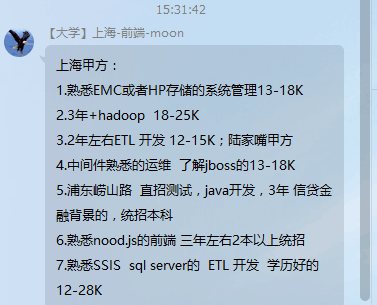 15:31:42
【大学】上海-前端-moon
上海甲方：
1.熟悉EMC或者HP存储的系统管理13-18K
2.3年+hadoop  18-25K
3.2年左右ETL 开发 12-15K；陆家嘴甲方
4.中间件熟悉的运维  了解jboss的13-18K
5.浦东崂山路  直招测试，java开发，3年 信贷金
融背景的，统招本科
6.熟悉nood.js的前端 三年左右2本以上统招
7.熟悉SSIS  sql server的  ETL 开发  学历好的
12-28K